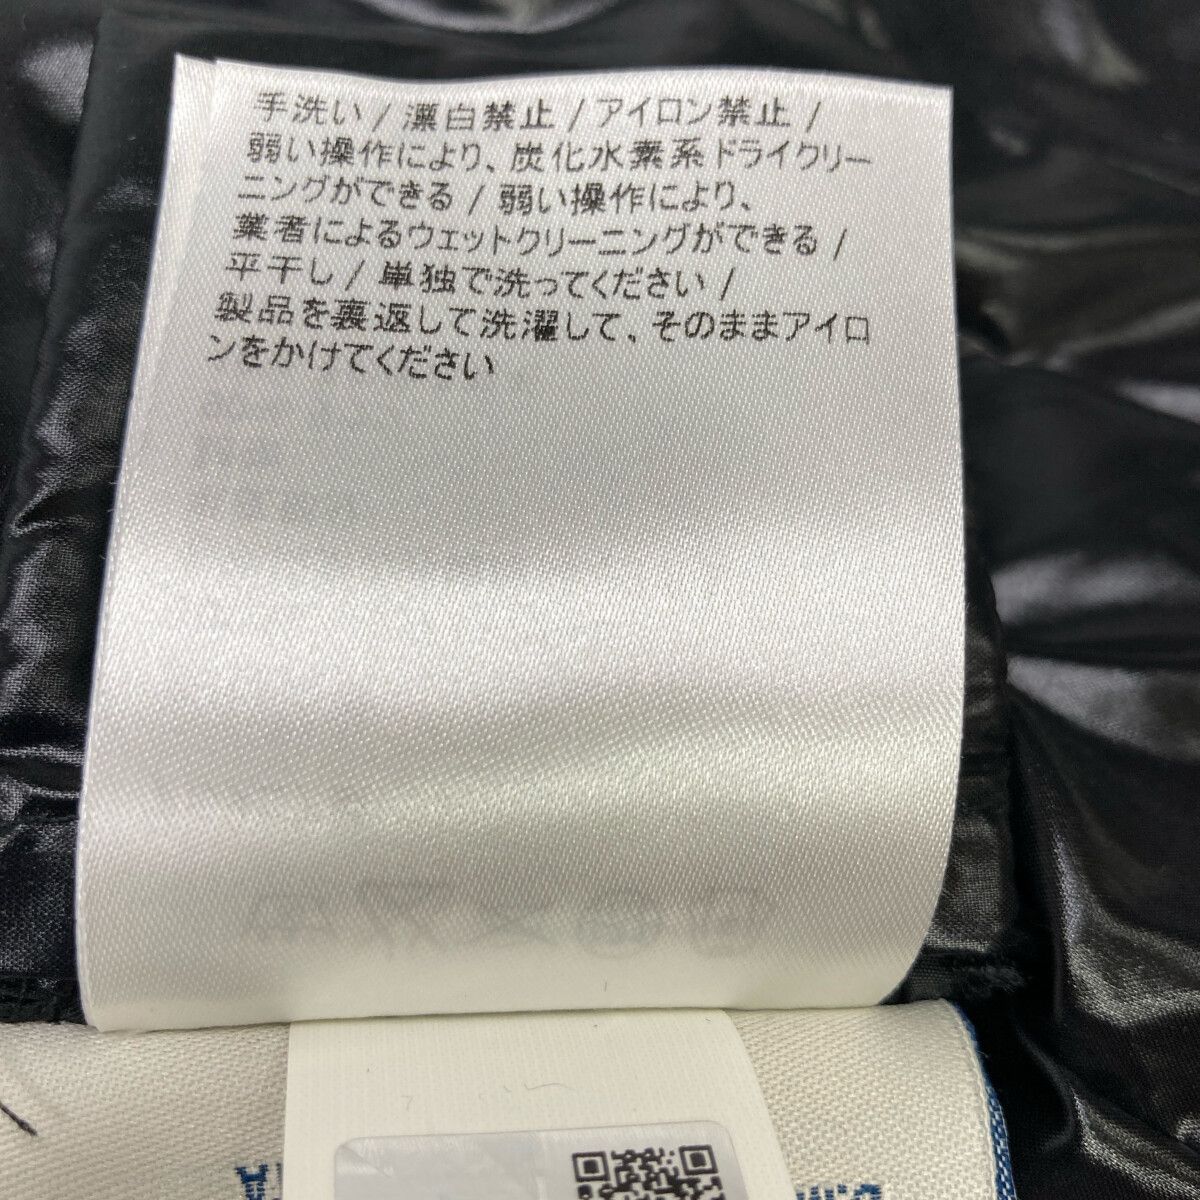 手洗い / 漂白禁止 / アイロン禁止 /
弱い操作により、炭化水素系ドライクリー
ニングができる / 弱い操作により、
業者によるウェットクリーニングができる /
平干し / 単独で洗ってください /
製品を裏返して洗濯して、そのままアイロ
ンをかけてください